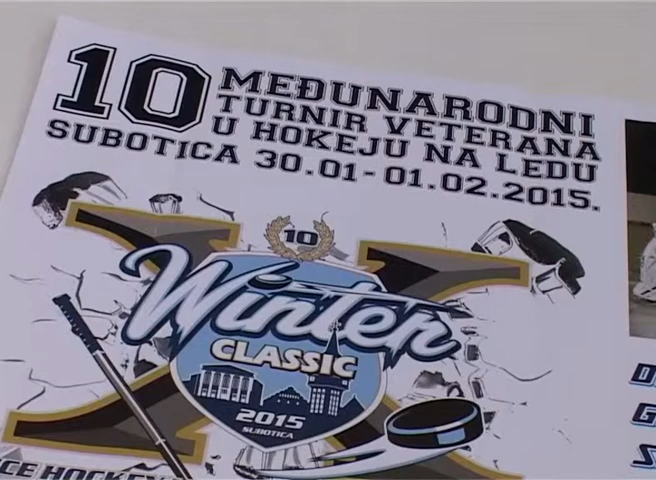 10 MEĐUNARODNI
TURNIR VETERANA
U HOKEJU NA LEDU
SUBOTICA 30.01-01.02.2015.
10
Winter
CLASSIC
2015
SUBOTICA
CE HOCKEY